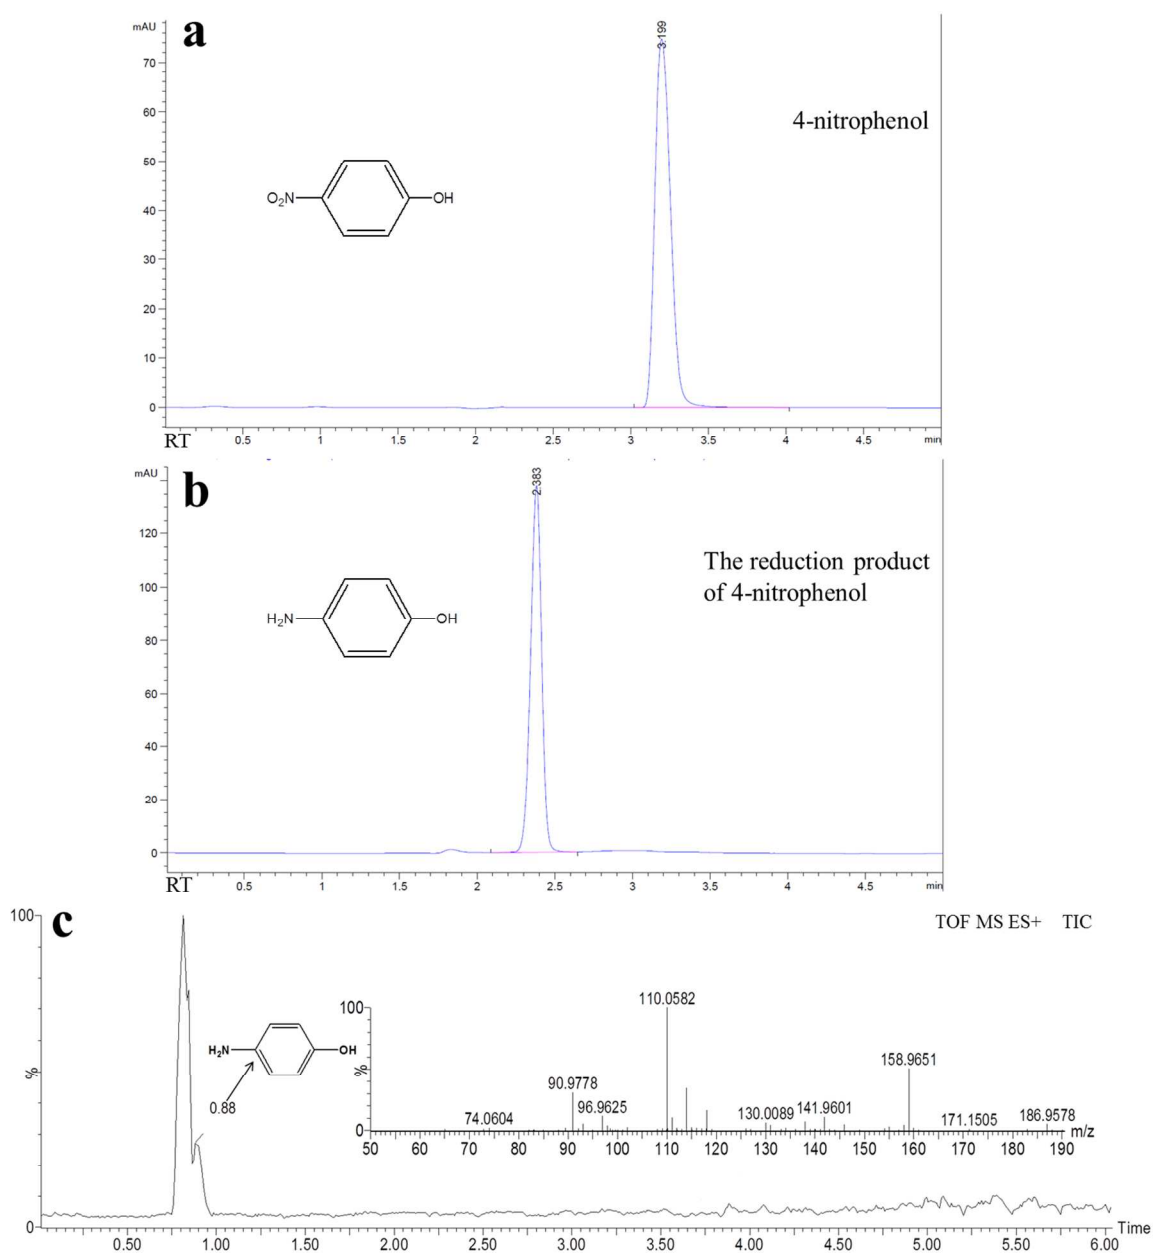 mAU
a
3.199
70
60
50
40
30
20
10
0
4-nitrophenol
O2N
OH
RT
0.5
1
1.5
2
2.5
3
3.5
4
4.5
min
mAU
b
2.383
120
100
80
60
40
20
0
The reduction product
of 4-nitrophenol
H2N
OH
RT
0.5
1
1.5
2
2.5
3
3.5
4
4.5
min
100
c
TOF MS ES+ TIC
%
0
H2N
OH
0.88
100
%
0
110.0582
158.9651
90.9778
96.9625
74.0604
130.0089
141.9601
171.1505
186.9578
m/z
50 60 70 80 90 100 110 120 130 140 150 160 170 180 190
Time
0.50 1.00 1.50 2.00 2.50 3.00 3.50 4.00 4.50 5.00 5.50 6.00